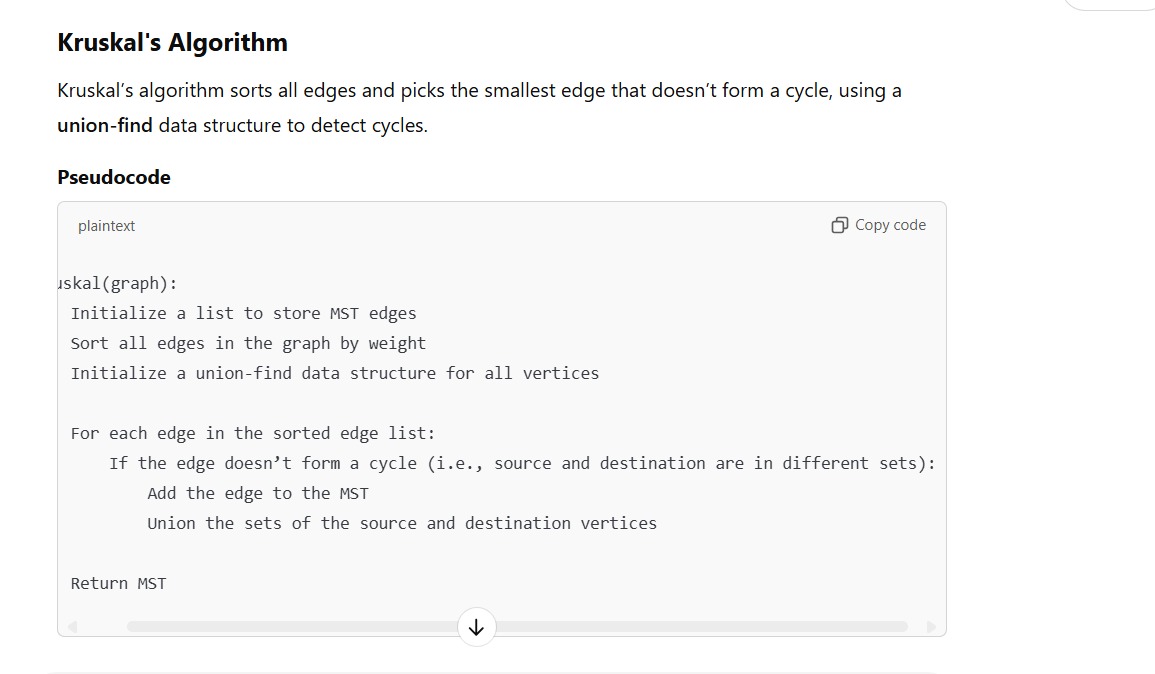 Kruskal's Algorithm
Kruskal’s algorithm sorts all edges and picks the smallest edge that doesn’t form a cycle, using a
union-find data structure to detect cycles.
Pseudocode
plaintext
Copy code
uskal(graph):
Initialize a list to store MST edges
Sort all edges in the graph by weight
Initialize a union-find data structure for all vertices
For each edge in the sorted edge list:
If the edge doesn’t form a cycle (i.e., source and destination are in different sets):
Add the edge to the MST
Union the sets of the source and destination vertices
Return MST